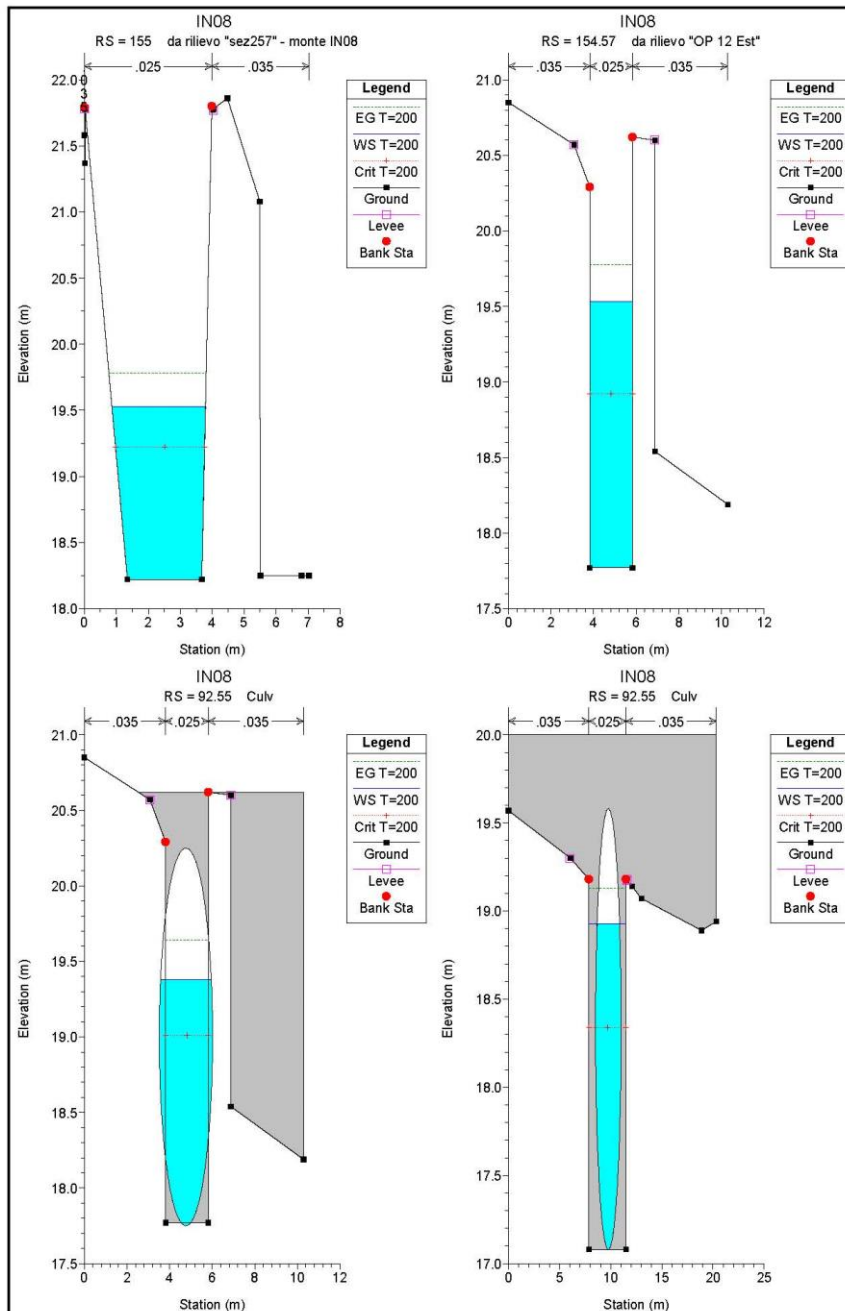 IN08
RS = 155 da rilievo "sez257" - monte IN08
.025
.035
22.0
21.5
21.0
20.5
20.0
19.5
19.0
18.5
18.0
Elevation (m)
0
1
2
3
4
5
6
7
8
Station (m)
Legend
EG T=200
WS T=200
Crit T=200
Ground
Levee
Bank Sta
IN08
RS = 154.57 da rilievo "OP 12 Est"
.035
.025
.035
21.0
20.5
20.0
19.5
19.0
18.5
18.0
17.5
Elevation (m)
0
2
4
6
8
10
12
Station (m)
Legend
EG T=200
WS T=200
Crit T=200
Ground
Levee
Bank Sta
IN08
RS = 92.55 Culv
.035
.025
.035
21.0
20.5
20.0
19.5
19.0
18.5
18.0
17.5
Elevation (m)
0
2
4
6
8
10
12
Station (m)
Legend
EG T=200
WS T=200
Crit T=200
Ground
Levee
Bank Sta
IN08
RS = 92.55 Culv
.035
.025
.035
20.0
19.5
19.0
18.5
18.0
17.5
17.0
Elevation (m)
0
5
10
15
20
25
Station (m)
Legend
EG T=200
WS T=200
Crit T=200
Ground
Levee
Bank Sta